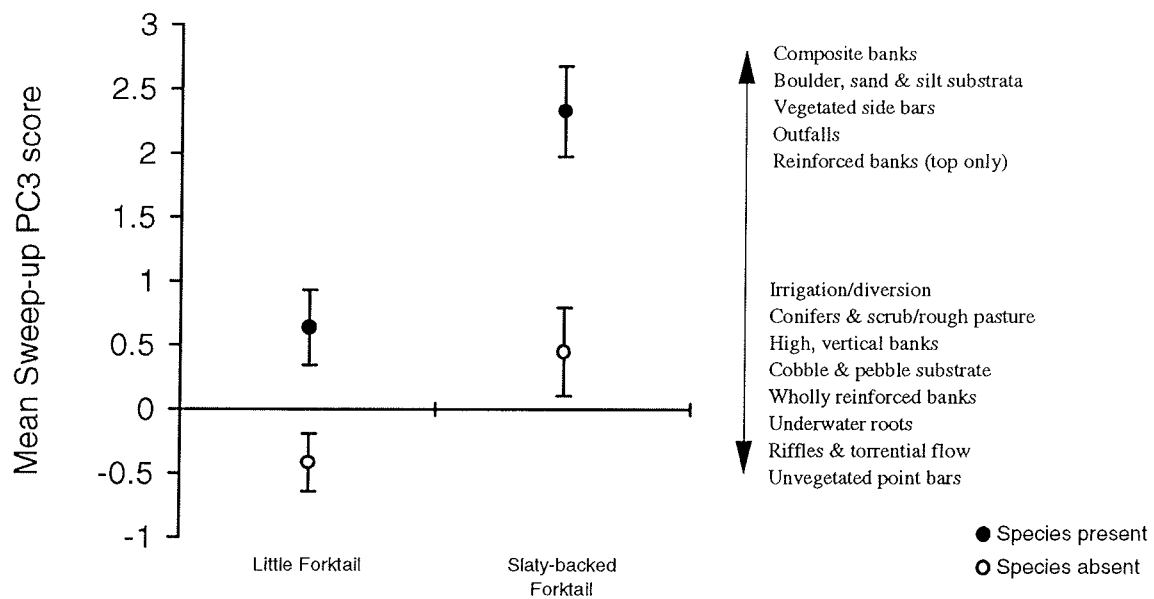 Mean Sweep-up PC3 score
3
2.5
2
1.5
1
0.5
0
-0.5
-1
Little Forktail
Slaty-backed
Forktail
Composite banks
Boulder, sand & silt substrata
Vegetated side bars
Outfalls
Reinforced banks (top only)
Irrigation/diversion
Conifers & scrub/rough pasture
High, vertical banks
Cobble & pebble substrate
Wholly reinforced banks
Underwater roots
Riffles & torrential flow
Unvegetated point bars
Species present
Species absent